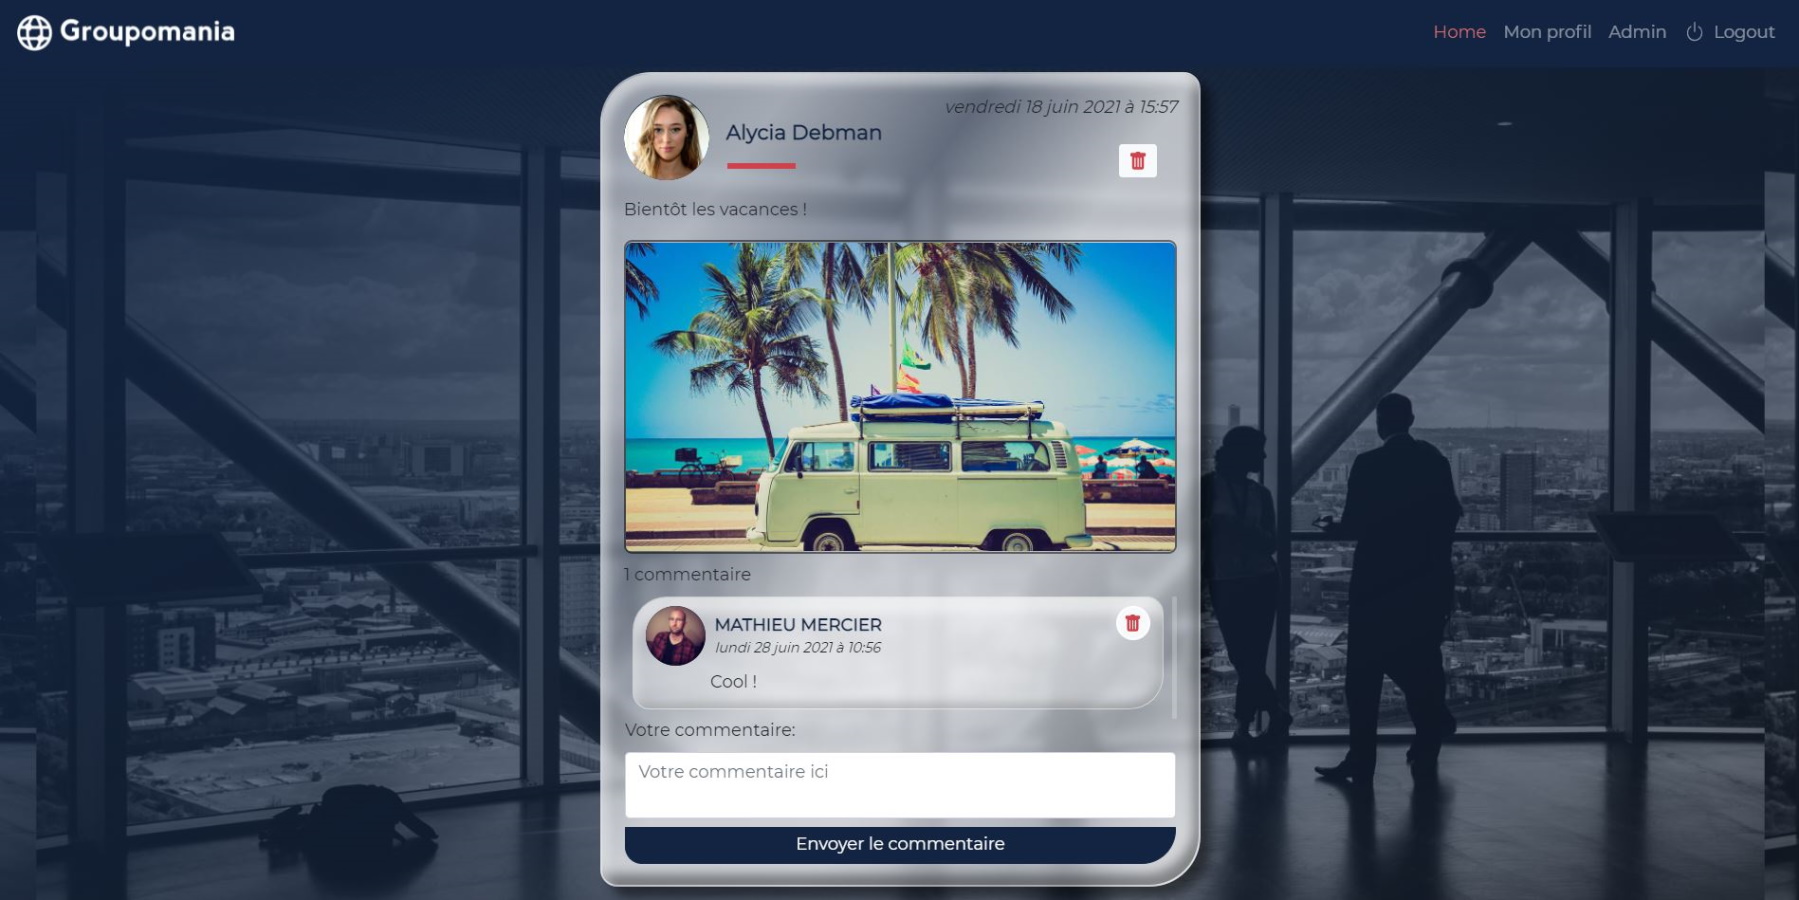 Groupomania
Home Mon profil Admin Logout
vendredi 18 juin 2021 à 15:57
Alycia Debman
Bientôt les vacances !
1 commentaire
MATHIEU MERCIER
lundi 28 juin 2021 à 10:56
Cool !
Votre commentaire:
Votre commentaire ici
Envoyer le commentaire